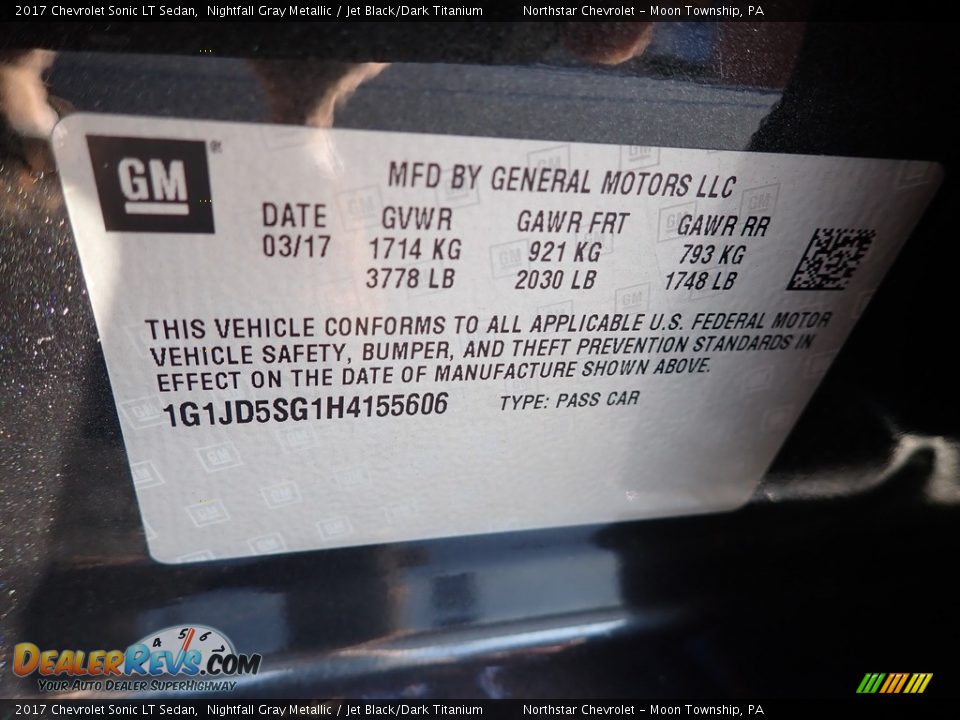 2017 Chevrolet Sonic LT Sedan, Nightfall Gray Metallic / Jet Black/Dark Titanium Northstar Chevrolet - Moon Township, PA
GM®
MFD BY GENERAL MOTORS LLC
DATE GVWR GAWR FRT GAWR RR
03/17 1714 KG 921 KG 793 KG
3778 LB 2030 LB 1748 LB
THIS VEHICLE CONFORMS TO ALL APPLICABLE U.S. FEDERAL MOTOR
VEHICLE SAFETY, BUMPER, AND THEFT PREVENTION STANDARDS IN
EFFECT ON THE DATE OF MANUFACTURE SHOWN ABOVE.
1G1JD5SG1H4155606 TYPE: PASS CAR
4 5 6 7
DEALERREVS.COM
YOUR AUTO DEALER SUPERHIGHWAY
2017 Chevrolet Sonic LT Sedan, Nightfall Gray Metallic / Jet Black/Dark Titanium Northstar Chevrolet - Moon Township, PA